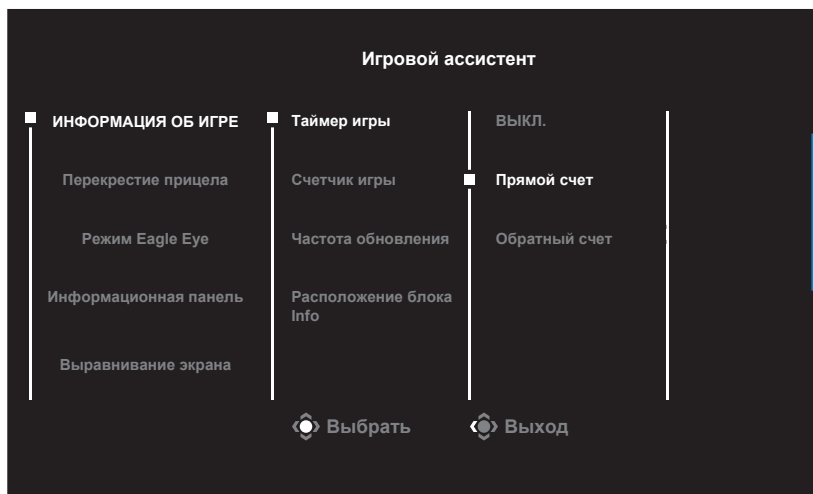 Игровой ассистент
ИНФОРМАЦИЯ ОБ ИГРЕ
Перекрестие прицела
Режим Eagle Eye
Информационная панель
Выравнивание экрана
Таймер игры
Счетчик игры
Частота обновления
Расположение блока
Info
ВЫКЛ.
Прямой счет
Обратный счет
Выбрать
Выход